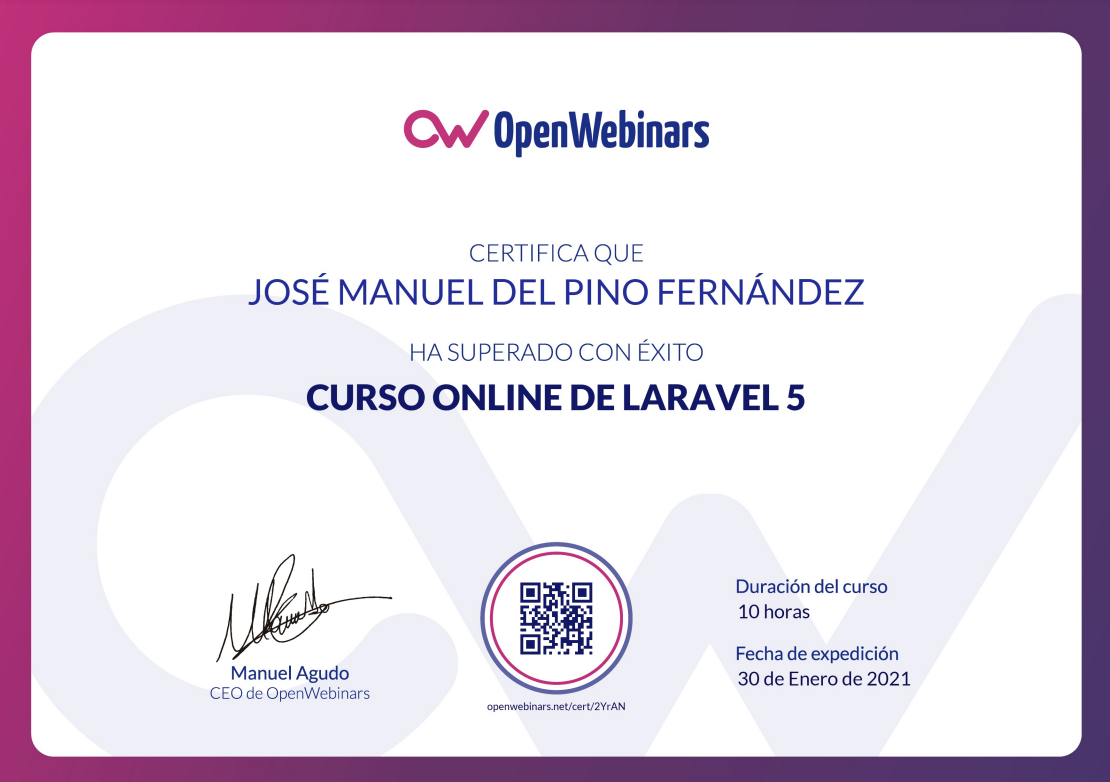 OpenWebinars
CERTIFICA QUE
JOSÉ MANUEL DEL PINO FERNÁNDEZ
HA SUPERADO CON ÉXITO
CURSO ONLINE DE LARAVEL 5
Manuel Agudo
CEO de OpenWebinars
openwebinars.net/cert/2YrAN
Duración del curso
10 horas
Fecha de expedición
30 de Enero de 2021